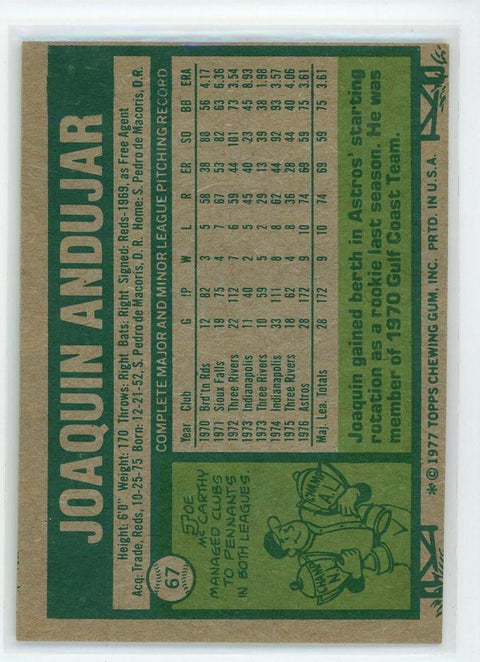 JOAQUIN ANDUJAR
67
Height: 6'0" Weight: 170 Throws: Right Bats: Right Signed: Reds-1969, as Free Agent
Acq: Trade, Reds, 10-25-75 Born: 12-21-52, S. Pedro de Macoris, D.R. Home: S. Pedro de Macoris, D.R.
COMPLETE MAJOR AND MINOR LEAGUE PITCHING RECORD
Year Club G IP W L R ER SO BB ERA
1970 Brd'tn Rds 12 82 3 5 58 38 80 56 4.17
1971 Sioux Falls 19 75 4 2 67 53 82 63 6.36
1972 Three Rivers 22 112 7 6 59 44 101 54 3.54
1973 Indianapolis 11 40 2 5 45 40 23 45 8.93
1973 Three Rivers 10 59 5 2 29 13 39 38 1.98
1974 Indianapolis 33 111 8 44 44 92 93 3.57
1975 Three Rivers 18 62 7 36 28 44 40 4.06
1976 Astros 28 172 9 10 74 69 59 75 3.61
Maj. Lea. Totals 28 172 9 10 74 69 59 75 3.61
JOE
McCARTHY
MANAGED CLUBS
TO PENNANTS
IN BOTH LEAGUES.
CHAMP
N.L.
CHAMP
A.L.
Joaquin gained berth in Astros' starting
rotation as a rookie last season. He was
member of 1970 Gulf Coast Team.
* © 1977 TOPPS CHEWING GUM, INC. PRTD. IN U.S.A.